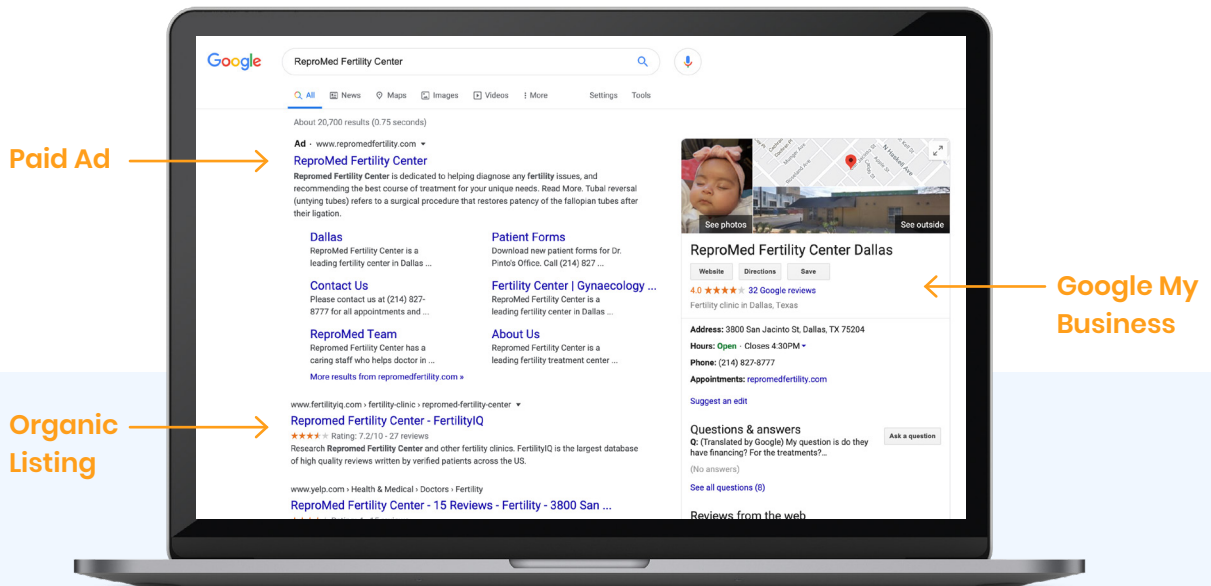 Google
ReproMed Fertility Center
All
News
Maps
Images
Videos
More
Settings
Tools
About 20,700 results (0.75 seconds)
Paid Ad
Ad · www.repromedfertility.com
ReproMed Fertility Center
Repromed Fertility Center is dedicated to helping diagnose any fertility issues, and
recommending the best course of treatment for your unique needs. Read More. Tubal reversal
(untying tubes) refers to a surgical procedure that restores patency of the fallopian tubes after
their ligation.
Dallas
ReproMed Fertility Center is a
leading fertility center in Dallas ...
Patient Forms
Download new patient forms for Dr.
Pinto's Office. Call (214) 827 ...
Contact Us
Please contact us at (214) 827-
8777 for all appointments and ...
Fertility Center | Gynaecology ...
ReproMed Fertility Center is a
leading fertility center in Dallas ...
ReproMed Team
Repromed Fertility Center has a
caring staff who helps doctor in ...
About Us
Repromed Fertility Center is a
leading fertility treatment center ...
More results from repromedfertility.com »
Organic
Listing
www.fertilityiq.com › fertility-clinic › repromed-fertility-center
Repromed Fertility Center - FertilityIQ
Rating: 7.2/10 - 27 reviews
Research Repromed Fertility Center and other fertility clinics. FertilityIQ is the largest database
of high quality reviews written by verified patients across the US.
www.yelp.com › Health & Medical › Doctors › Fertility
ReproMed Fertility Center - 15 Reviews - Fertility - 3800 San ...
N Haskell Ave
See photos
See outside
ReproMed Fertility Center Dallas
Website
Directions
Save
4.0 ★★★★★ 32 Google reviews
Fertility clinic in Dallas, Texas
Google My
Business
Address: 3800 San Jacinto St, Dallas, TX 75204
Hours: Open · Closes 4:30PM
Phone: (214) 827-8777
Appointments: repromedfertility.com
Suggest an edit
Questions & answers
Q: (Translated by Google) My question is do they
have financing? For the treatments?...
Ask a question
(No answers)
See all questions (8)
Reviews from the web